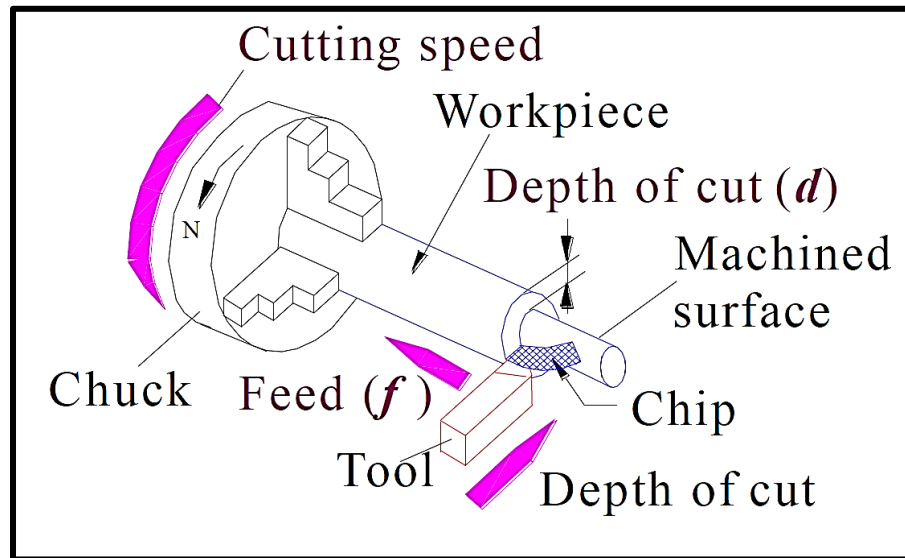 Cutting speed
Workpiece
Depth of cut (d)
Machined
surface
N
Chuck
Feed (f)
Chip
Tool
Depth of cut